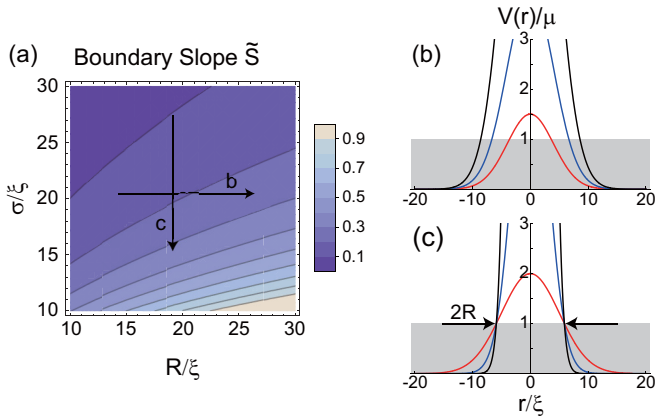 (a) Boundary Slope S̃
σ/ξ
30
25
20
15
10
10 15 20 25 30
R/ξ
b
c
0.9
0.7
0.5
0.3
0.1
V(r)/μ
(b)
3
2
1
-20 -10 0 10 20
(c)
3
2
1
2R
-20 -10 0 10 20
r/ξ